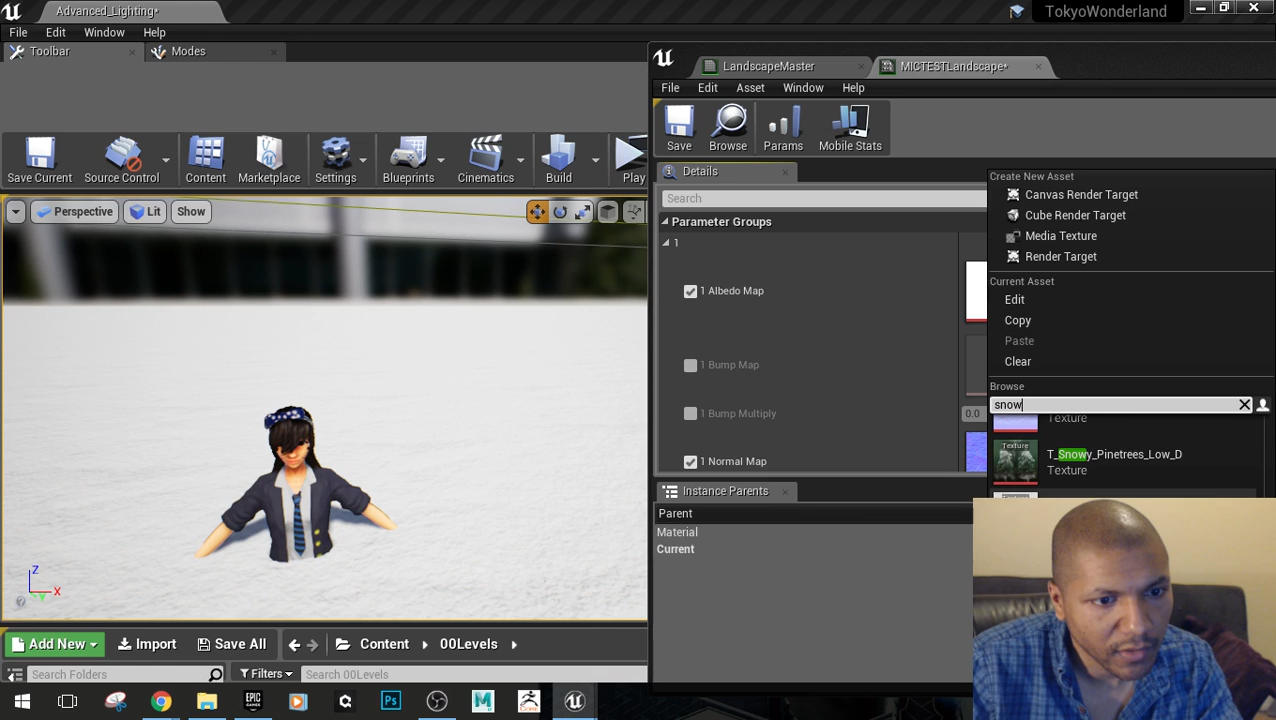 Advanced_Lighting*
TokyoWonderland
File Edit Window Help
Toolbar
Modes
LandscapeMaster
MICTESTLandscape*
File Edit Asset Window Help
Save Current
Source Control
Content
Marketplace
Settings
Blueprints
Cinematics
Build
Play
Save
Browse
Params
Mobile Stats
Details
Search
Parameter Groups
1
1 Albedo Map
1 Bump Map
1 Bump Multiply
0.0
1 Normal Map
Create New Asset
Canvas Render Target
Cube Render Target
Media Texture
Render Target
Current Asset
Edit
Copy
Paste
Clear
Browse
snow
Texture
Texture
T_Snowy_Pinetrees_Low_D
Texture
Instance Parents
Parent
Material
Current
Perspective
Lit
Show
Z
X
Y
Add New
Import
Save All
Content
00Levels
Search Folders
Filters
Search 00Levels
EPIC
GAMES
Ps
M